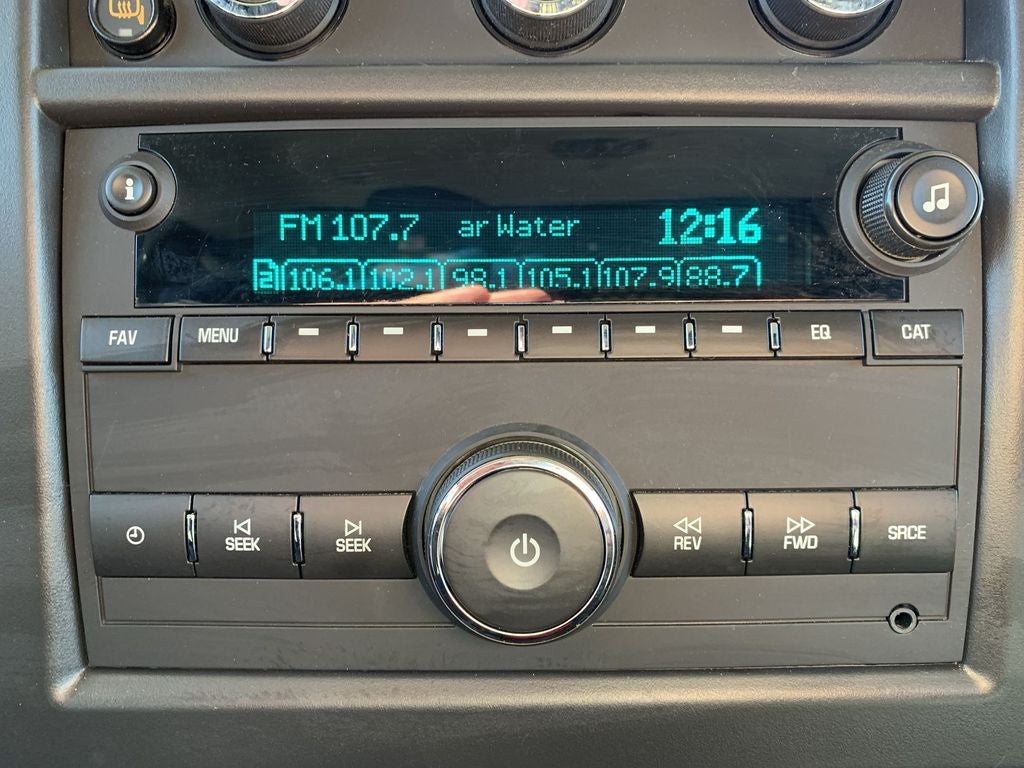 i
FM 107.7 ar Water 12:16
2 106.1 102.1 98.1 105.1 107.9 88.7
FAV MENU EQ CAT
SEEK SEEK REV FWD SRCE